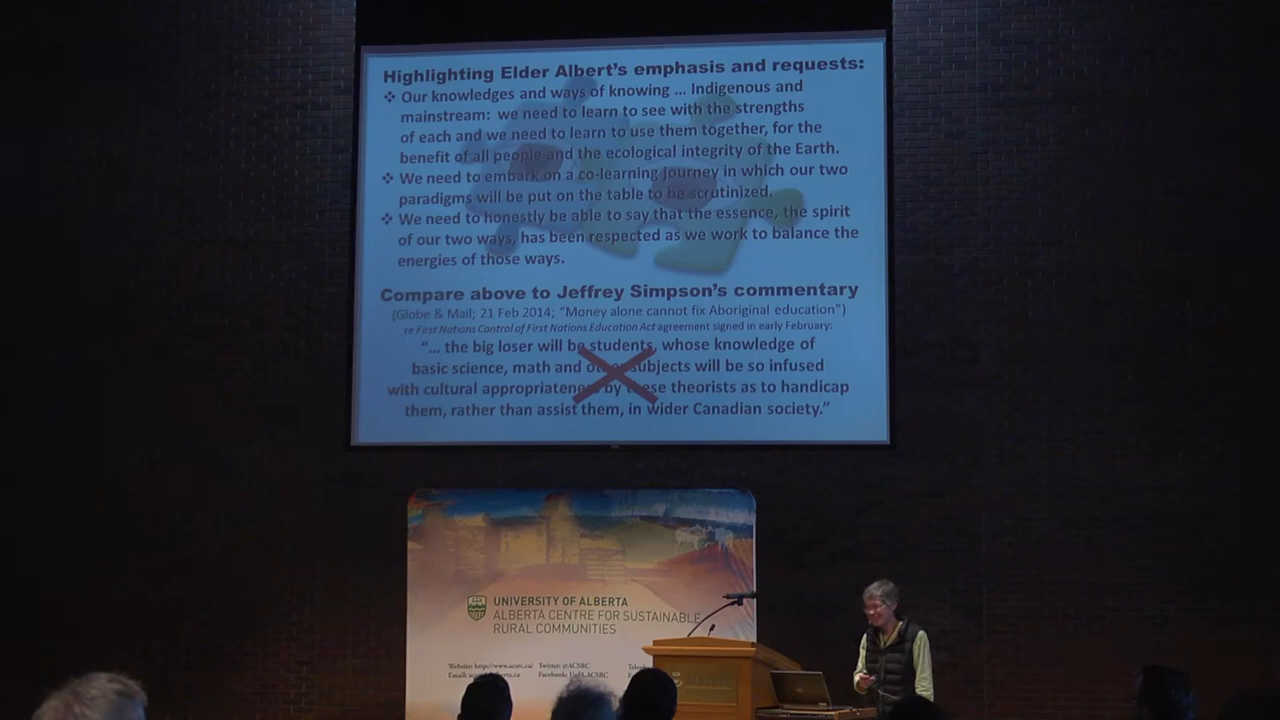 Highlighting Elder Albert's emphasis and requests:
❖ Our knowledges and ways of knowing ... Indigenous and
mainstream: we need to learn to see with the strengths
of each and we need to learn to use them together, for the
benefit of all people and the ecological integrity of the Earth.
❖ We need to embark on a co-learning journey in which our two
paradigms will be put on the table to be scrutinized.
❖ We need to honestly be able to say that the essence, the spirit
of our two ways, has been respected as we work to balance the
energies of those ways.
Compare above to Jeffrey Simpson's commentary
(Globe & Mail; 21 Feb 2014; "Money alone cannot fix Aboriginal education")
re First Nations Control of First Nations Education Act agreement signed in early February:
"... the big loser will be students, whose knowledge of
basic science, math and other subjects will be so infused
with cultural appropriateness by these theorists as to handicap
them, rather than assist them, in wider Canadian society."
UNIVERSITY OF ALBERTA
ALBERTA CENTRE FOR SUSTAINABLE
RURAL COMMUNITIES
Website: http://www.acsrc.ca/ Twitter: @ACSRC
Email: Facebook: UofA.ACSRC